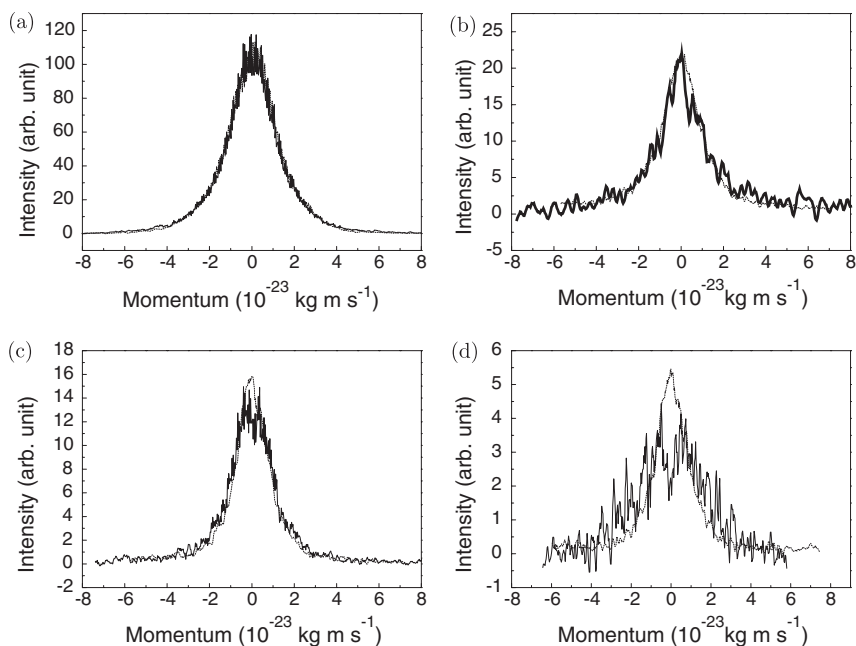 (a)
120
100
80
60
40
20
0
Intensity (arb. unit)
-8 -6 -4 -2 0 2 4 6 8
Momentum (10⁻²³ kg m s⁻¹)
(b)
25
20
15
10
5
0
-5
Intensity (arb. unit)
-8 -6 -4 -2 0 2 4 6 8
Momentum (10⁻²³ kg m s⁻¹)
(c)
18
16
14
12
10
8
6
4
2
0
-2
Intensity (arb. unit)
-8 -6 -4 -2 0 2 4 6 8
Momentum (10⁻²³ kg m s⁻¹)
(d)
6
5
4
3
2
1
0
-1
Intensity (arb. unit)
-8 -6 -4 -2 0 2 4 6 8
Momentum (10⁻²³ kg m s⁻¹)